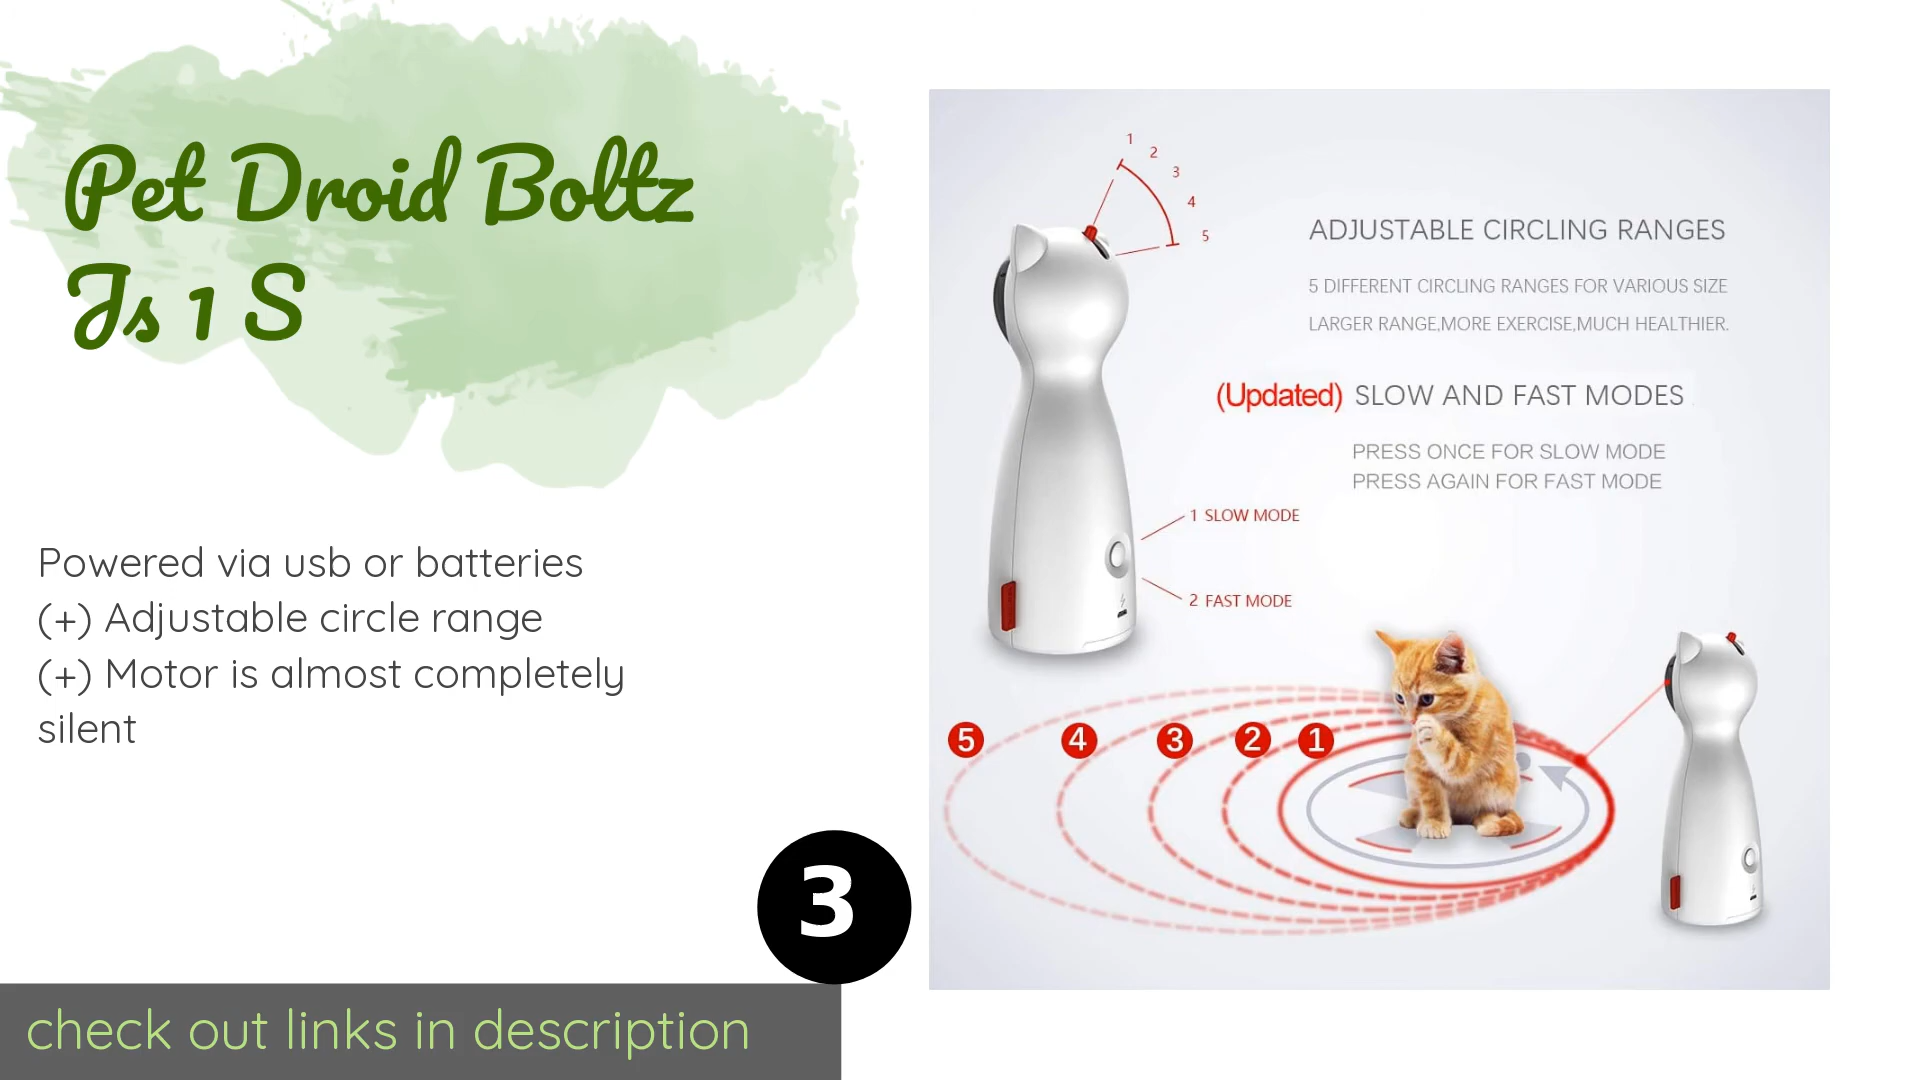 Pet Droid Boltz
Js 1 S
Powered via usb or batteries
(+) Adjustable circle range
(+) Motor is almost completely
silent
3
check out links in description
1
2
3
4
5
ADJUSTABLE CIRCLING RANGES
5 DIFFERENT CIRCLING RANGES FOR VARIOUS SIZE
LARGER RANGE,MORE EXERCISE,MUCH HEALTHIER.
(Updated) SLOW AND FAST MODES
PRESS ONCE FOR SLOW MODE
PRESS AGAIN FOR FAST MODE
1 SLOW MODE
2 FAST MODE
5 4 3 2 1